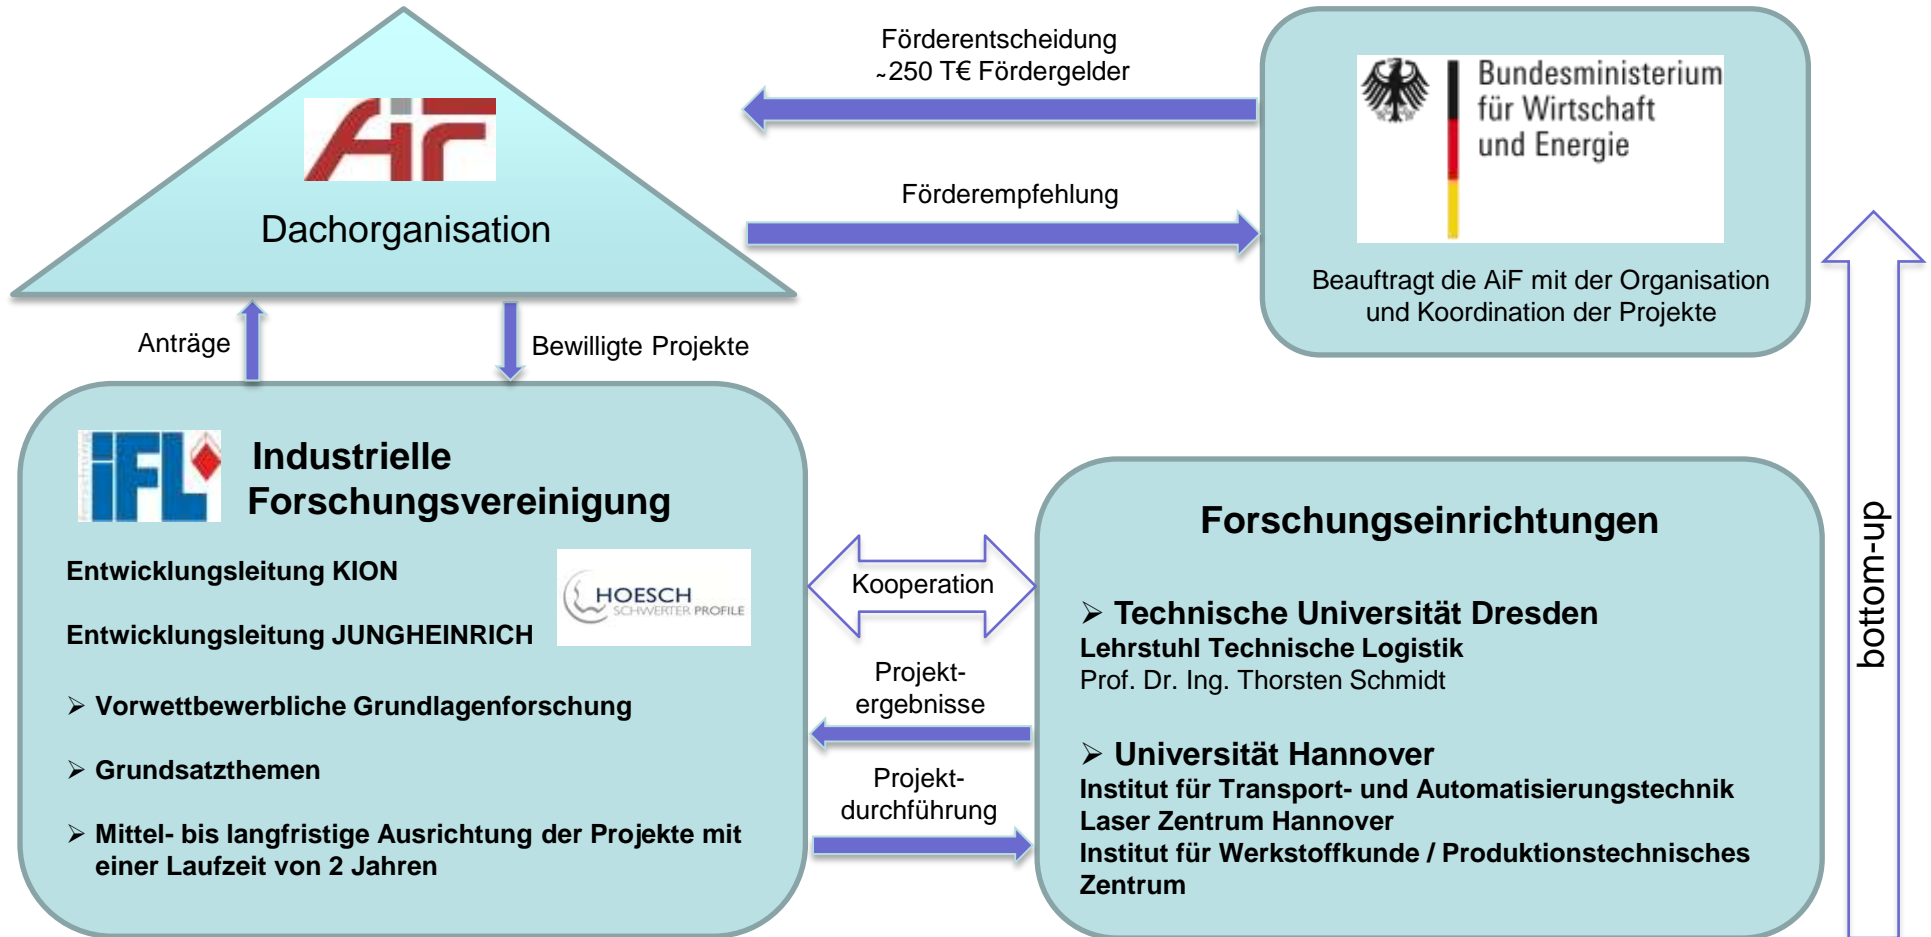 AiF
Dachorganisation
Förderentscheidung
~250 T€ Fördergelder
Förderempfehlung
Bundesministerium
für Wirtschaft
und Energie
Beauftragt die AiF mit der Organisation
und Koordination der Projekte
Anträge
Bewilligte Projekte
iFL
Industrielle
Forschungsvereinigung
Entwicklungsleitung KION
HOESCH
SCHWERTER PROFILE
Entwicklungsleitung JUNGHEINRICH
➢ Vorwettbewerbliche Grundlagenforschung
➢ Grundsatzthemen
➢ Mittel- bis langfristige Ausrichtung der Projekte mit
einer Laufzeit von 2 Jahren
Kooperation
Projekt-
ergebnisse
Projekt-
durchführung
Forschungseinrichtungen
➢ Technische Universität Dresden
Lehrstuhl Technische Logistik
Prof. Dr. Ing. Thorsten Schmidt
➢ Universität Hannover
Institut für Transport- und Automatisierungstechnik
Laser Zentrum Hannover
Institut für Werkstoffkunde / Produktionstechnisches
Zentrum
bottom-up